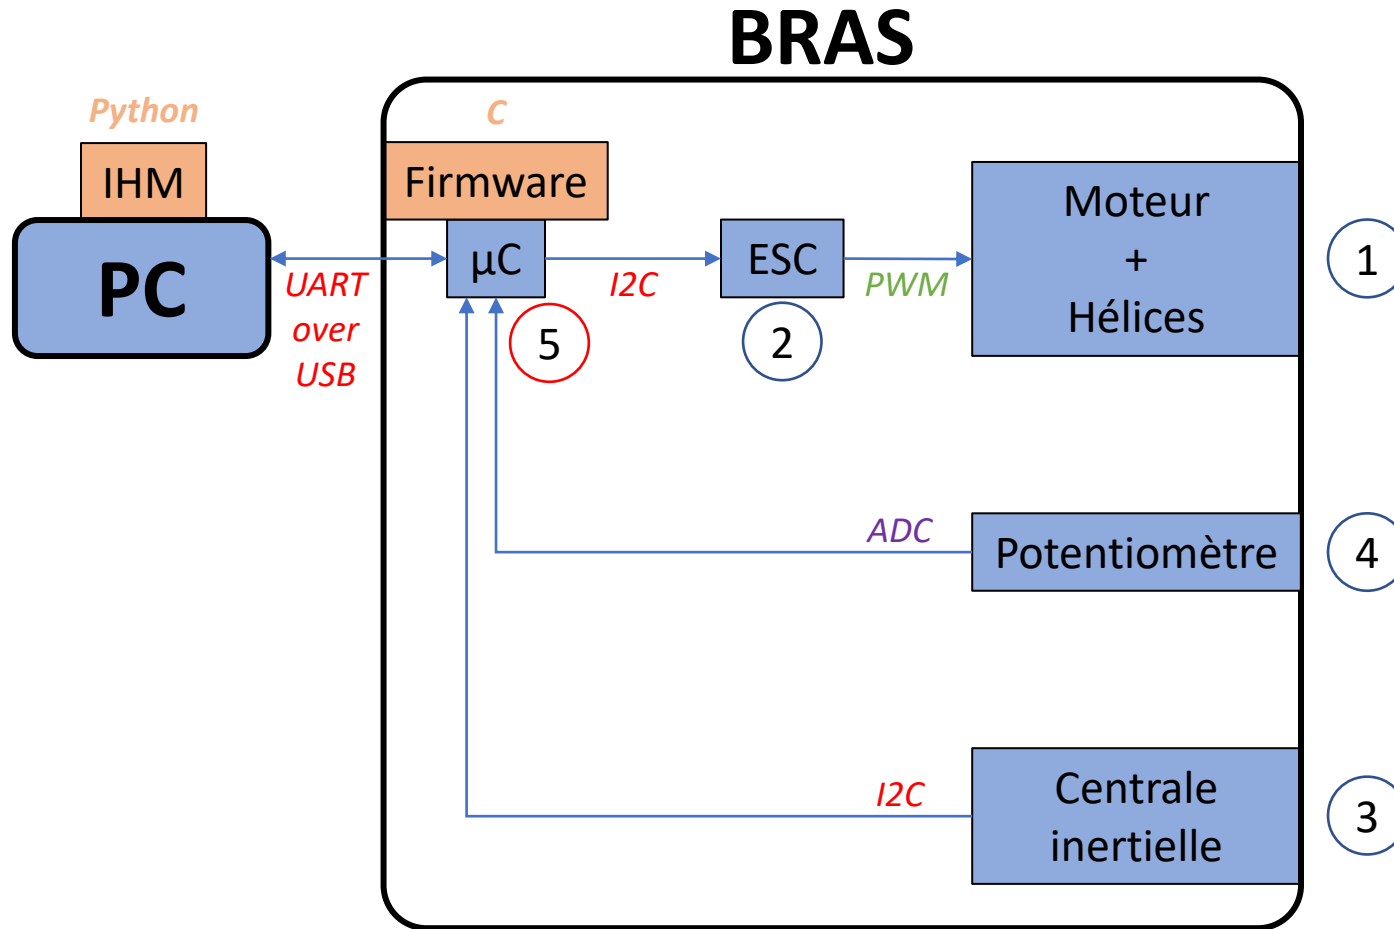 BRAS
Python
C
IHM
Firmware
PC
µC
ESC
Moteur
+
Hélices
1
UART
over
USB
I2C
PWM
5
2
ADC
Potentiomètre
4
I2C
Centrale
inertielle
3